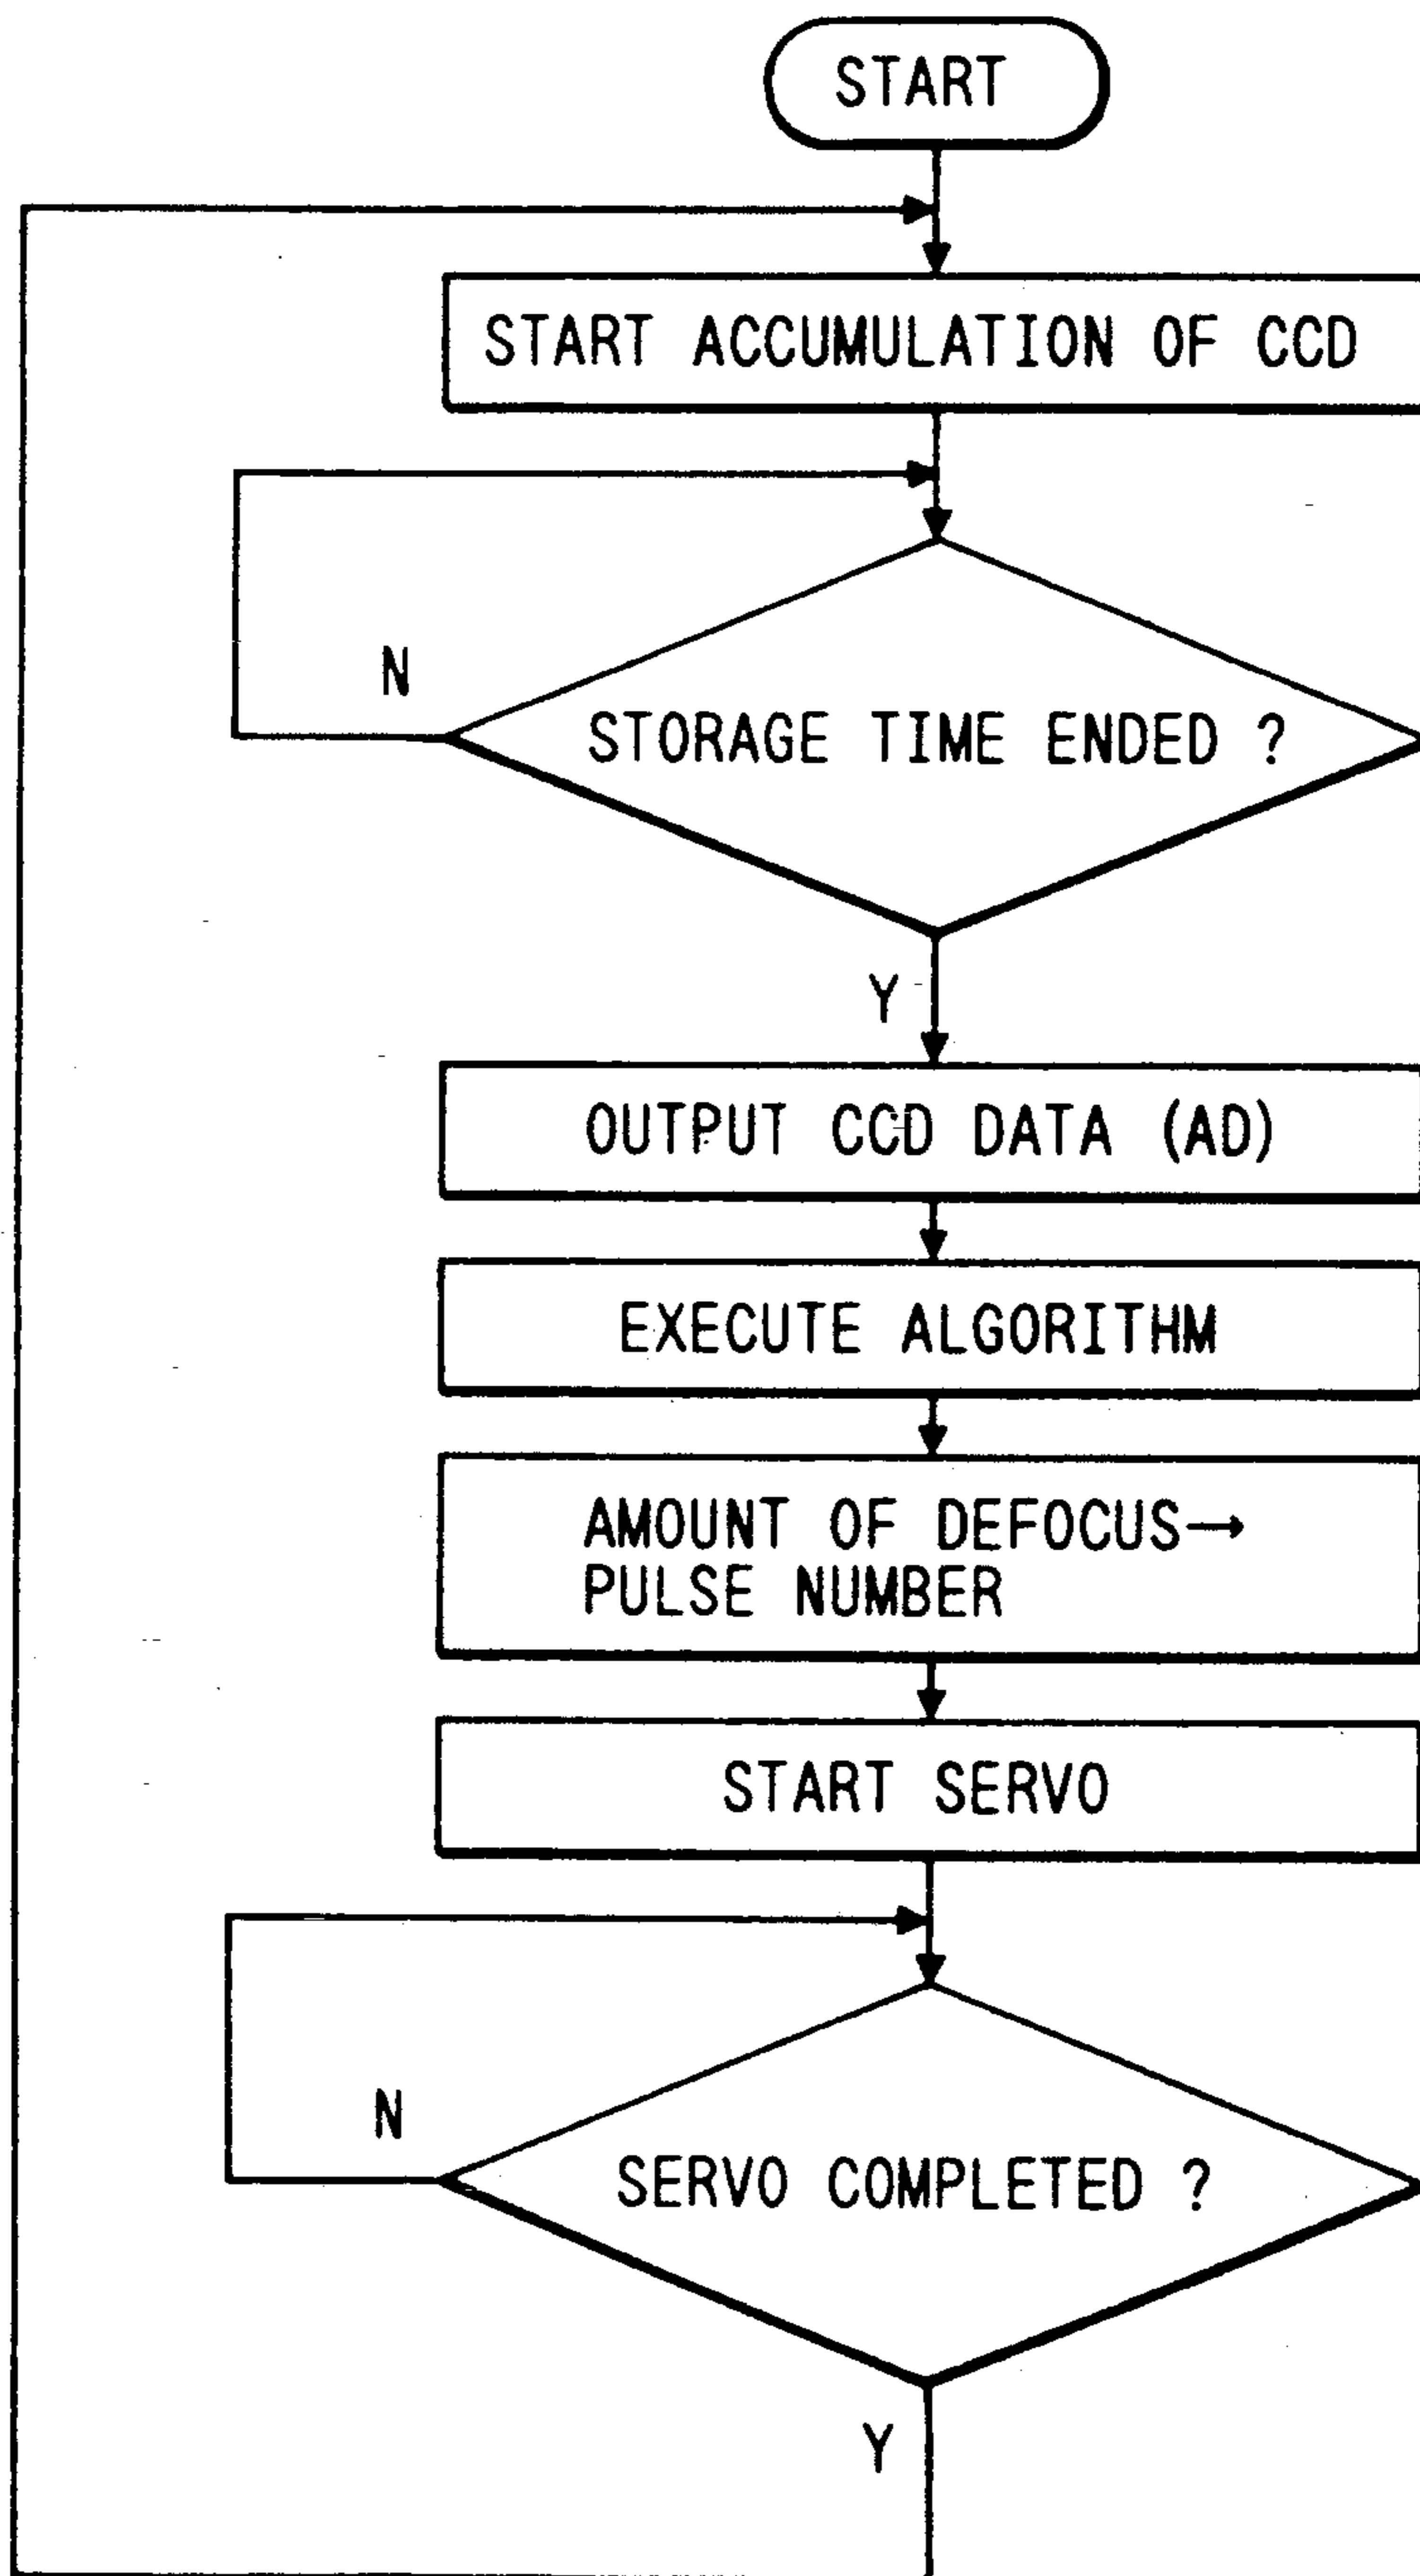 START
START ACCUMULATION OF CCD
N
STORAGE TIME ENDED ?
Y
OUTPUT CCD DATA (AD)
EXECUTE ALGORITHM
AMOUNT OF DEFOCUS→
PULSE NUMBER
START SERVO
N
SERVO COMPLETED ?
Y